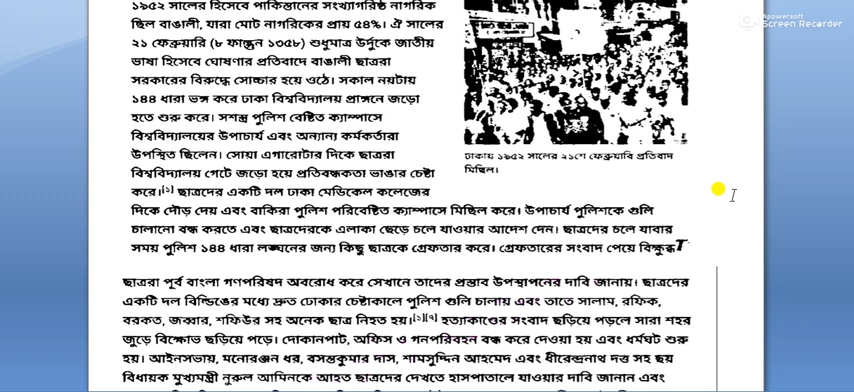 ১৯৫২ সালের হিসেবে পাকিস্তানের সংখ্যাগরিষ্ঠ নাগরিক
ছিল বাঙালী, যারা মোট নাগরিকের প্রায় ৫৪%। ঐ সালের
২১ ফেব্রুয়ারি (৮ ফাল্গুন ১৩৫৮) শুধুমাত্র উর্দুকে জাতীয়
ভাষা হিসেবে ঘোষণার প্রতিবাদে বাঙালী ছাত্ররা
সরকারের বিরুদ্ধে সোচ্চার হয়ে ওঠে। সকাল নয়টায়
১৪৪ ধারা ভঙ্গ করে ঢাকা বিশ্ববিদ্যালয় প্রাঙ্গনে জড়ো
হতে শুরু করে। সশস্ত্র পুলিশ বেষ্টিত ক্যাম্পাসে
বিশ্ববিদ্যালয়ের উপাচার্য এবং অন্যান্য কর্মকর্তারা
উপস্থিত ছিলেন। সোয়া এগারোটার দিকে ছাত্ররা
বিশ্ববিদ্যালয় গেটে জড়ো হয়ে প্রতিবন্ধকতা ভাঙার চেষ্টা
করে।[১] ছাত্রদের একটি দল ঢাকা মেডিকেল কলেজের
দিকে দৌড় দেয় এবং বাকিরা পুলিশ পরিবেষ্টিত ক্যাম্পাসে মিছিল করে। উপাচার্য পুলিশকে গুলি
চালানো বন্ধ করতে এবং ছাত্রদেরকে এলাকা ছেড়ে চলে যাওয়ার আদেশ দেন। ছাত্রদের চলে যাবার
সময় পুলিশ ১৪৪ ধারা লঙ্ঘনের জন্য কিছু ছাত্রকে গ্রেফতার করে। গ্রেফতারের সংবাদ পেয়ে বিক্ষুব্ধ
ঢাকায় ১৯৫২ সালের ২১শে ফেব্রুয়ারি প্রতিবাদ
মিছিল।
ছাত্ররা পূর্ব বাংলা গণপরিষদ অবরোধ করে সেখানে তাদের প্রস্তাব উপস্থাপনের দাবি জানায়। ছাত্রদের
একটি দল বিল্ডিঙের মধ্যে দ্রুত ঢোকার চেষ্টাকালে পুলিশ গুলি চালায় এবং তাতে সালাম, রফিক,
বরকত, জব্বার, শফিউর সহ অনেক ছাত্র নিহত হয়।[১][৭] হত্যাকাণ্ডের সংবাদ ছড়িয়ে পড়লে সারা শহর
জুড়ে বিক্ষোভ ছড়িয়ে পড়ে। দোকানপাট, অফিস ও গনপরিবহন বন্ধ করে দেওয়া হয় এবং ধর্মঘট শুরু
হয়। আইনসভায়, মনোরঞ্জন ধর, বসন্তকুমার দাস, শামসুদ্দিন আহমেদ এবং ধীরেন্দ্রনাথ দত্ত সহ ছয়
বিধায়ক মুখ্যমন্ত্রী নুরুল আমিনকে আহত ছাত্রদের দেখতে হাসপাতালে যাওয়ার দাবি জানান এবং
Apowersoft
Screen Recorder